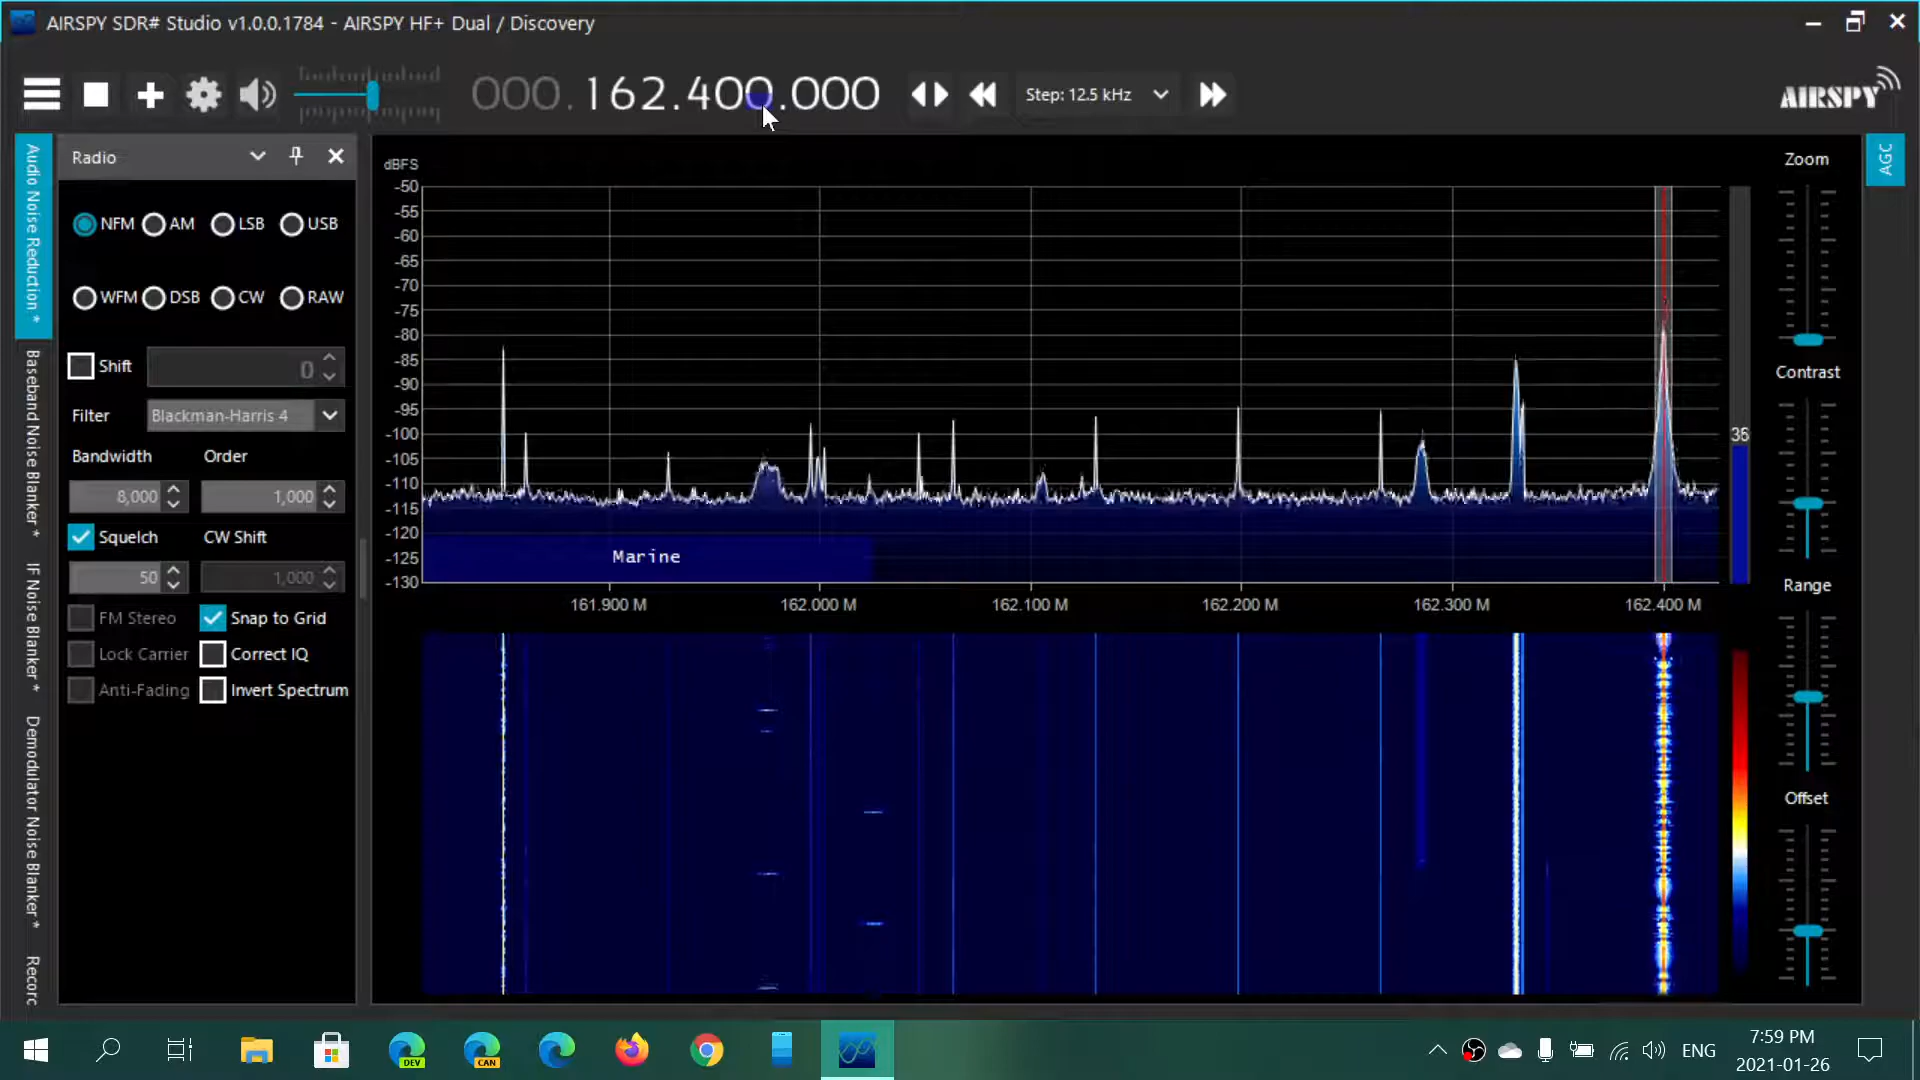 AIRSPY SDR# Studio v1.0.0.1784 - AIRSPY HF+ Dual / Discovery
000.162.400.000
Step: 12.5 kHz
AIRSPY
Audio Noise Reduction *
Baseband Noise Blanker *
IF Noise Blanker *
Demodulator Noise Blanker *
Recorc
Radio
NFM AM LSB USB
WFM DSB CW RAW
Shift 0
Filter Blackman-Harris 4
Bandwidth Order
8,000 1,000
Squelch CW Shift
50 1,000
FM Stereo Snap to Grid
Lock Carrier Correct IQ
Anti-Fading Invert Spectrum
dBFS
-50
-55
-60
-65
-70
-75
-80
-85
-90
-95
-100
-105
-110
-115
-120
-125
-130
Marine
161.900 M 162.000 M 162.100 M 162.200 M 162.300 M 162.400 M
36
Zoom
Contrast
Range
Offset
AGC
DEV
CAN
ENG
7:59 PM
2021-01-26